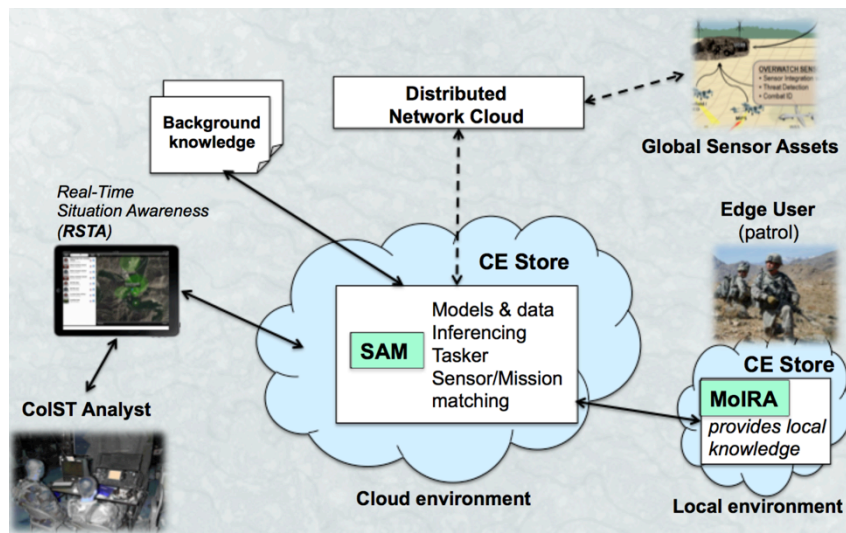 Distributed
Network Cloud
OVERWATCH SENS
• Sensor Integration
• Threat Detection
• Combat ID
Global Sensor Assets
Background
knowledge
Real-Time
Situation Awareness
(RSTA)
CoIST Analyst
CE Store
SAM
Models & data
Inferencing
Tasker
Sensor/Mission
matching
Cloud environment
Edge User
(patrol)
CE Store
MoIRA
provides local
knowledge
Local environment